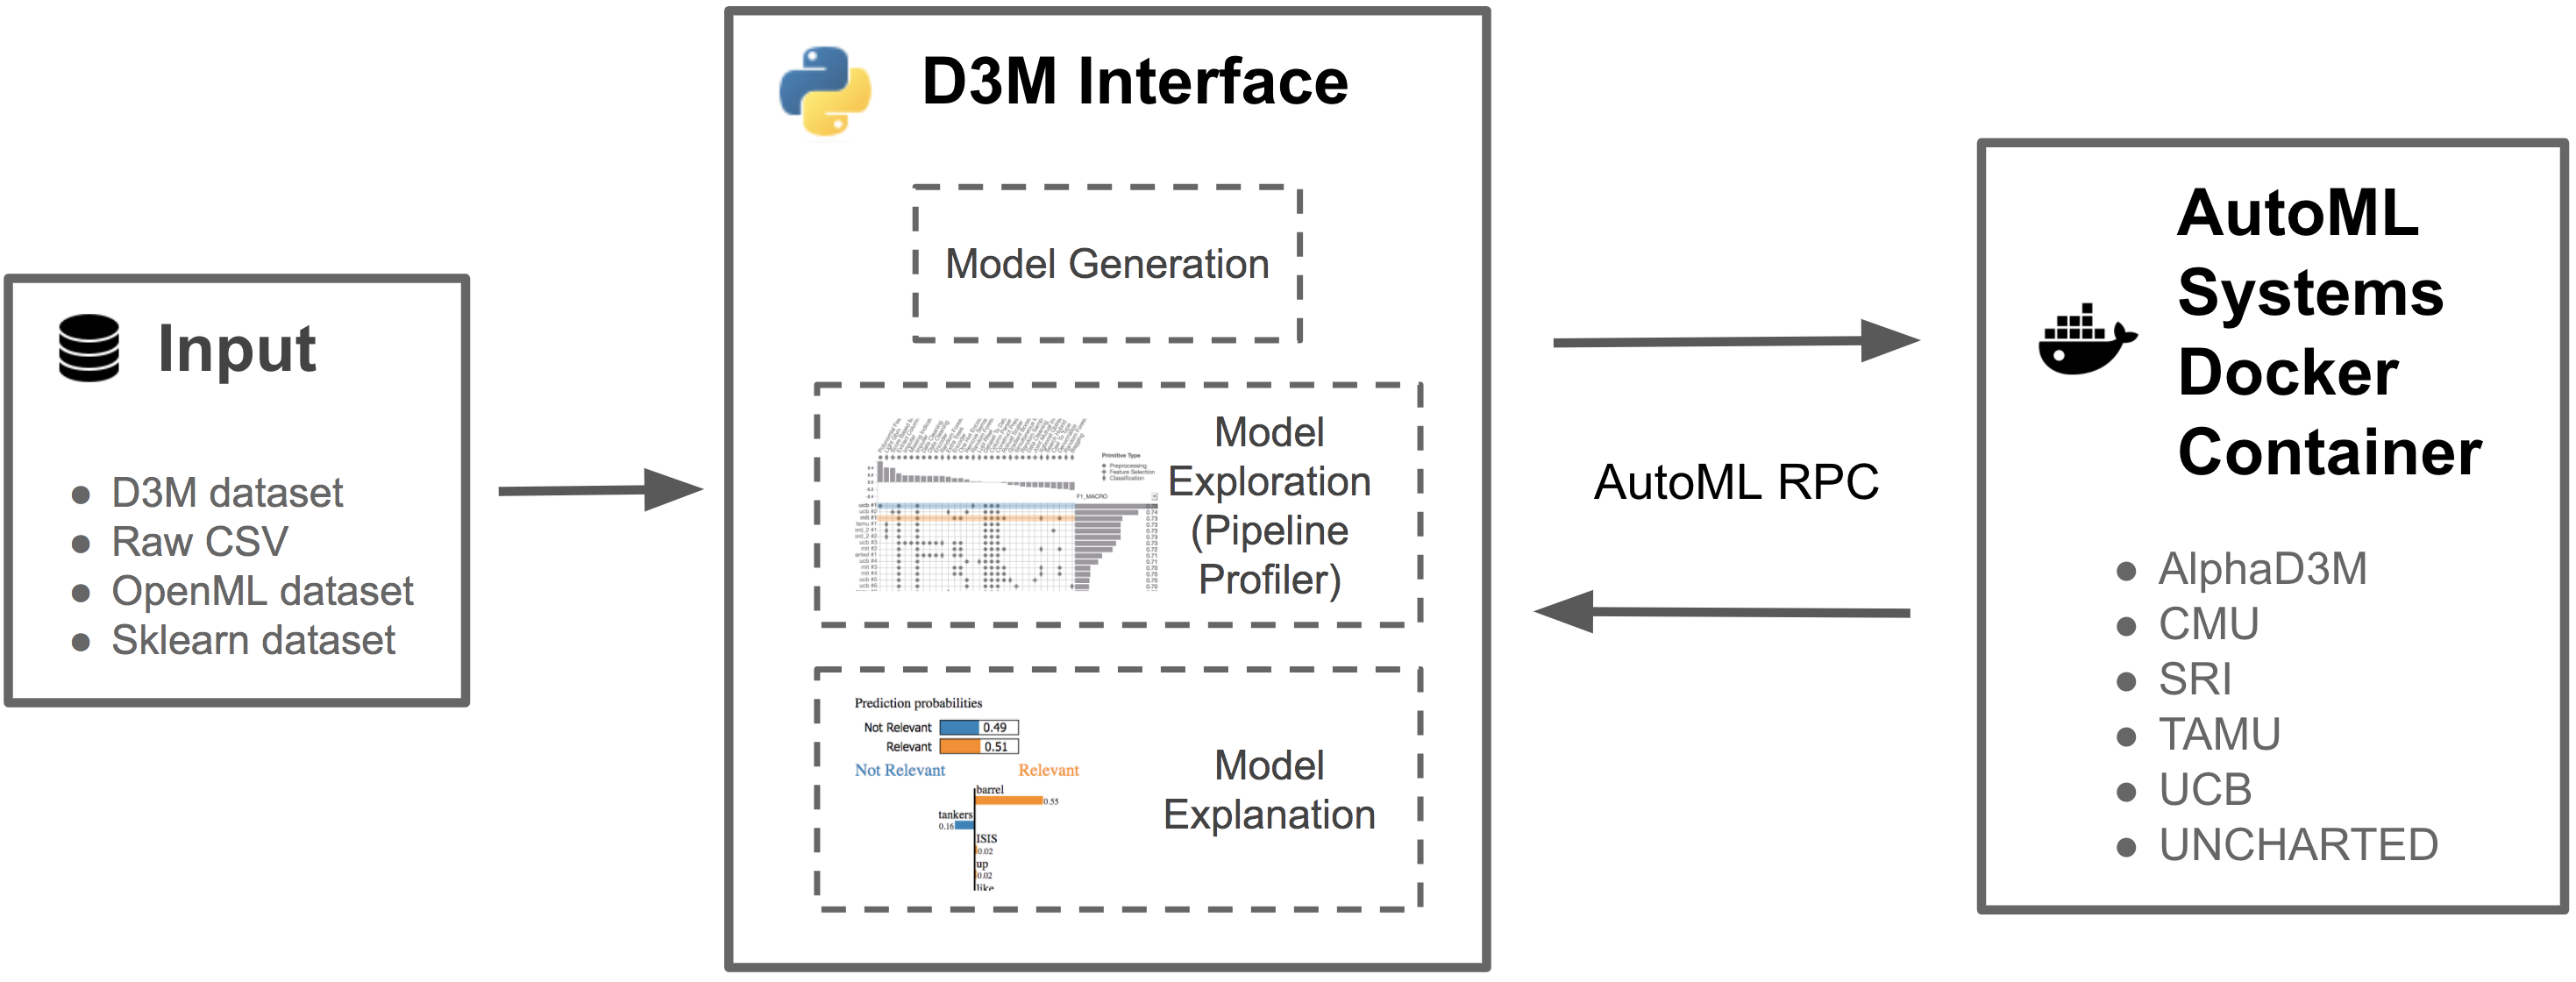 Input
D3M dataset
Raw CSV
OpenML dataset
Sklearn dataset
D3M Interface
Model Generation
Model
Exploration
(Pipeline
Profiler)
Primitive Type
Preprocessing
Feature Selection
Classification
F1_MACRO
Prediction probabilities
Not Relevant 0.49
Relevant 0.51
Not Relevant Relevant
barrel
0.55
tankers
0.16
ISIS
0.02
up
0.02
like
Model
Explanation
AutoML RPC
AutoML
Systems
Docker
Container
AlphaD3M
CMU
SRI
TAMU
UCB
UNCHARTED